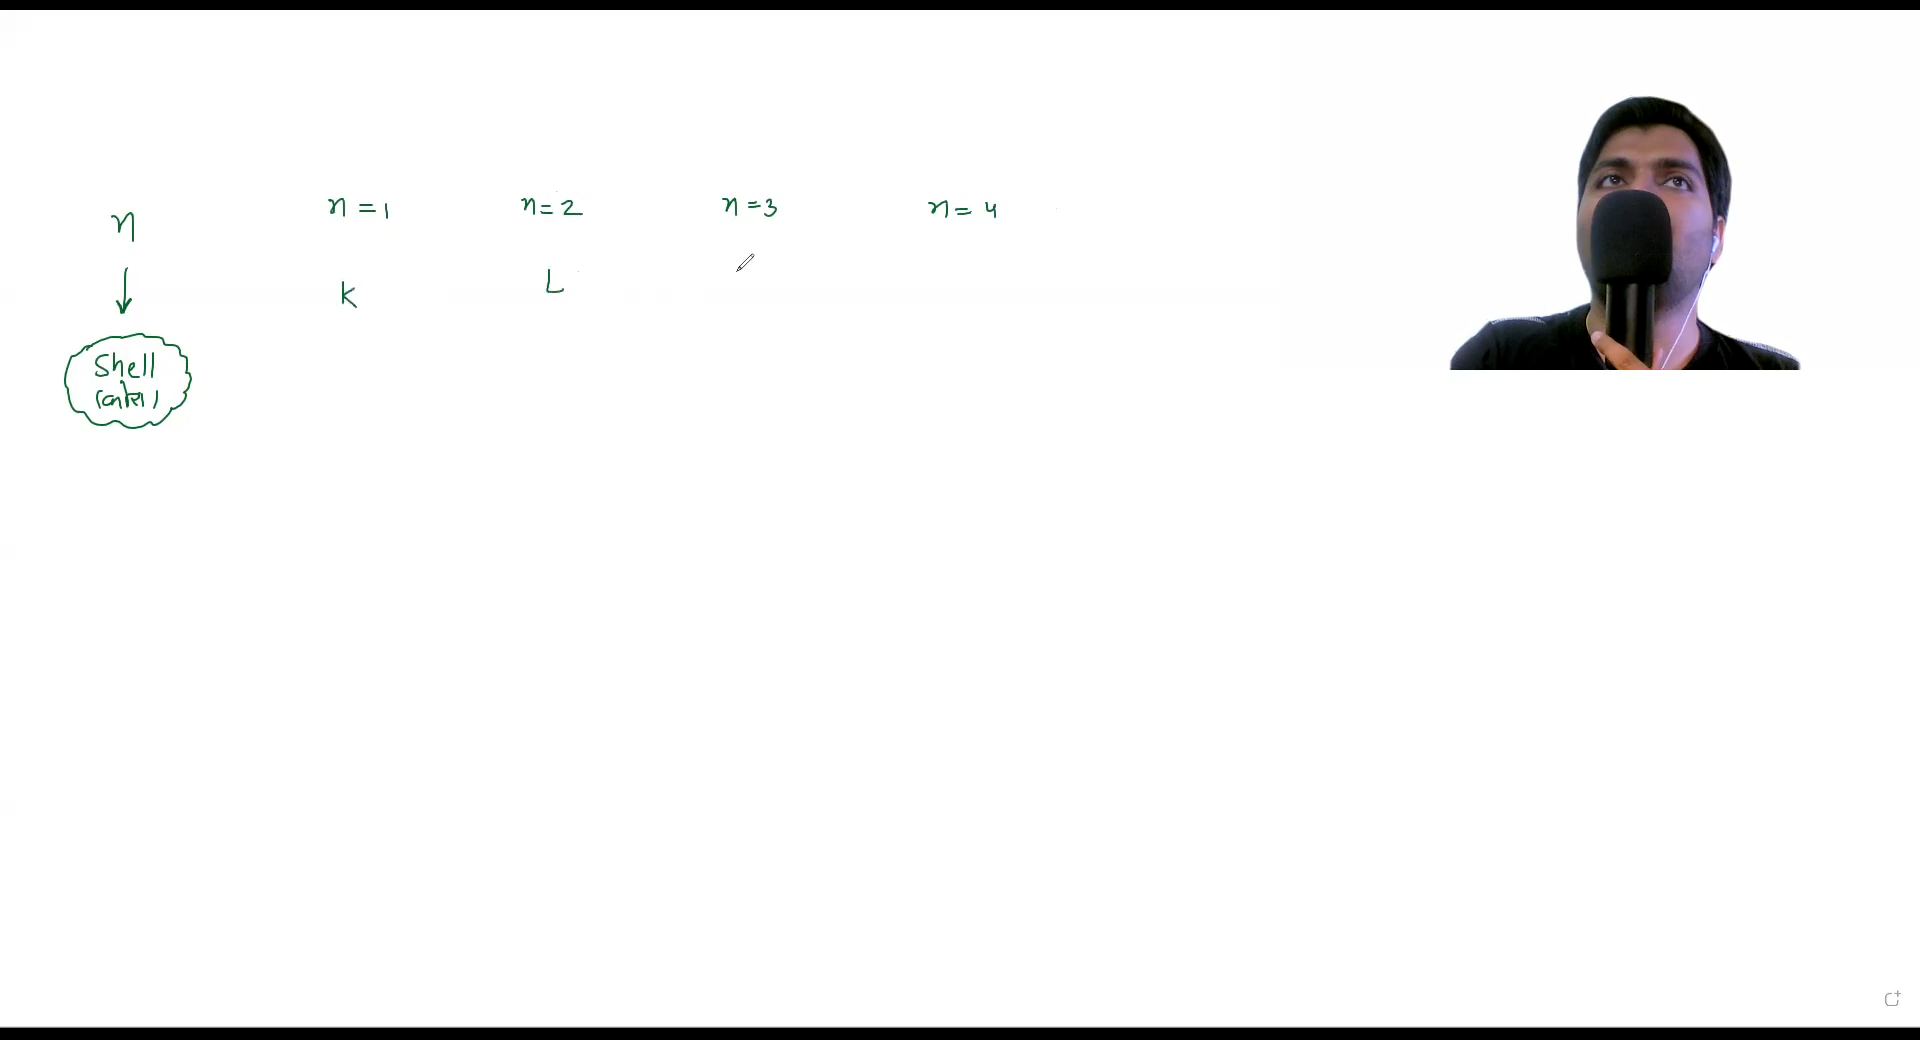 n
n = 1
n = 2
n = 3
n = 4
K
L
Shell
(कोश)